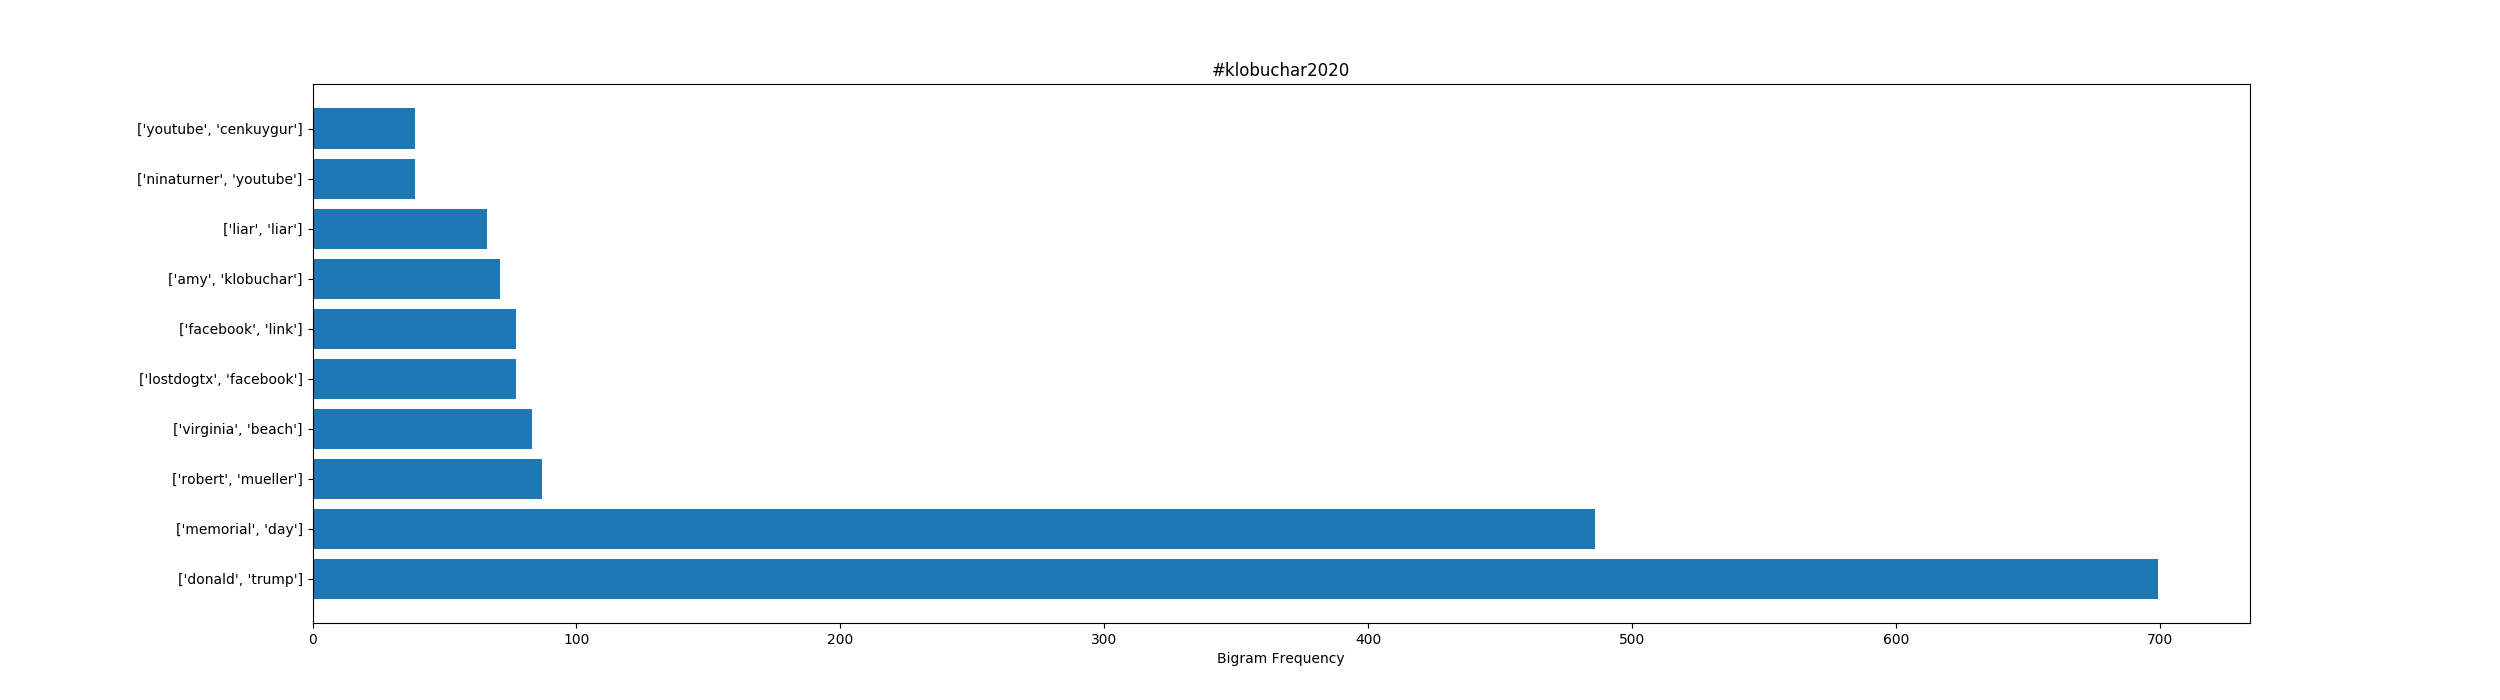 #klobuchar2020
['youtube', 'cenkuygur']
['ninaturner', 'youtube']
['liar', 'liar']
['amy', 'klobuchar']
['facebook', 'link']
['lostdogtx', 'facebook']
['virginia', 'beach']
['robert', 'mueller']
['memorial', 'day']
['donald', 'trump']
0 100 200 300 400 500 600 700
Bigram Frequency